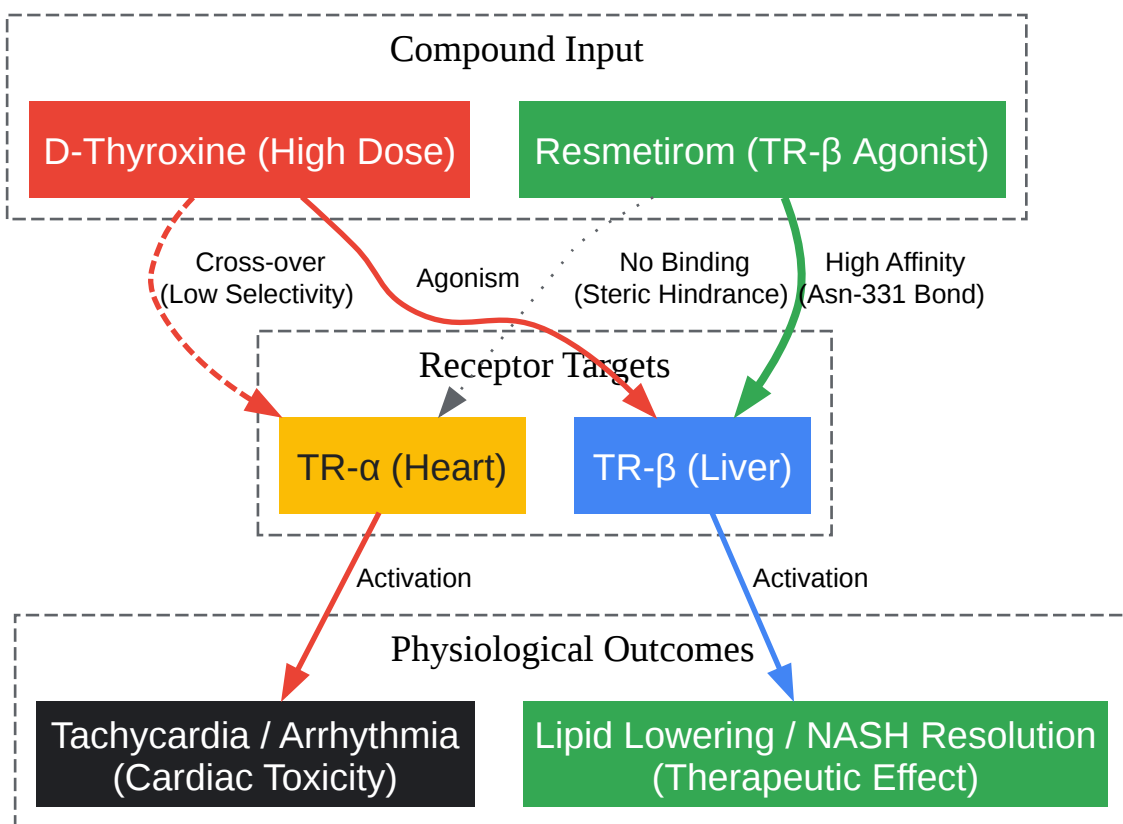 Compound Input
D-Thyroxine (High Dose)
Resmetirom (TR-β Agonist)
Cross-over
(Low Selectivity)
Agonism
No Binding
(Steric Hindrance)
High Affinity
(Asn-331 Bond)
Receptor Targets
TR-α (Heart)
TR-β (Liver)
Activation
Activation
Physiological Outcomes
Tachycardia / Arrhythmia
(Cardiac Toxicity)
Lipid Lowering / NASH Resolution
(Therapeutic Effect)